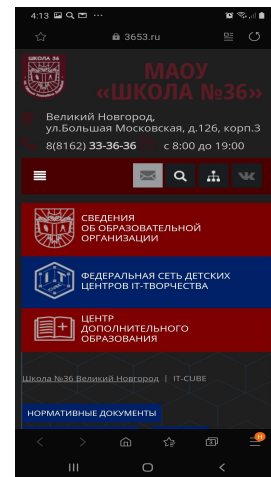 4:13
3653.ru
ШКОЛА 36
МАОУ
«ШКОЛА №36»
Великий Новгород,
ул.Большая Московская, д.126, корп.3
8(8162) 33-36-36 с 8:00 до 19:00
СВЕДЕНИЯ
ОБ ОБРАЗОВАТЕЛЬНОЙ
ОРГАНИЗАЦИИ
ФЕДЕРАЛЬНАЯ СЕТЬ ДЕТСКИХ
ЦЕНТРОВ IT-ТВОРЧЕСТВА
ЦЕНТР
ДОПОЛНИТЕЛЬНОГО
ОБРАЗОВАНИЯ
Школа №36 Великий Новгород | IT-CUBE
НОРМАТИВНЫЕ ДОКУМЕНТЫ